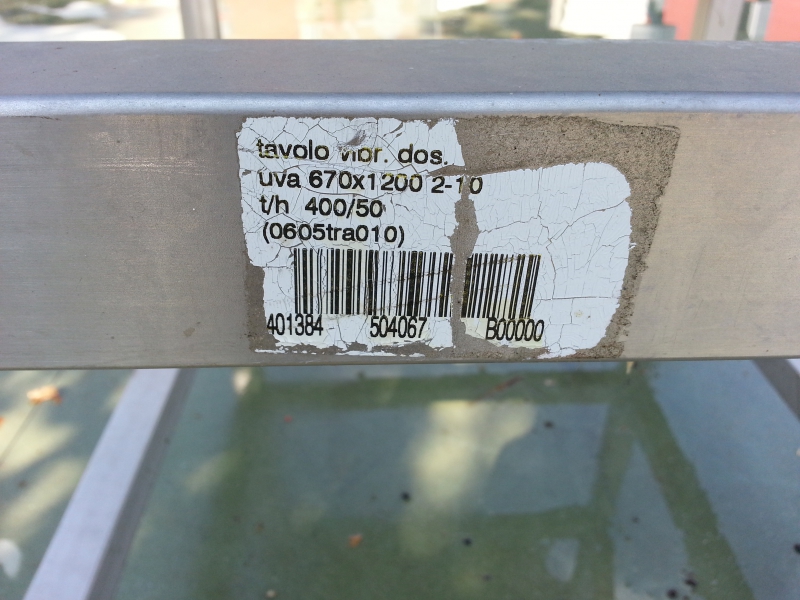 tavolo vibr. dos.
uva 670x1200 2-10
t/h 400/50
(0605tra010)
401384 504067 B00000